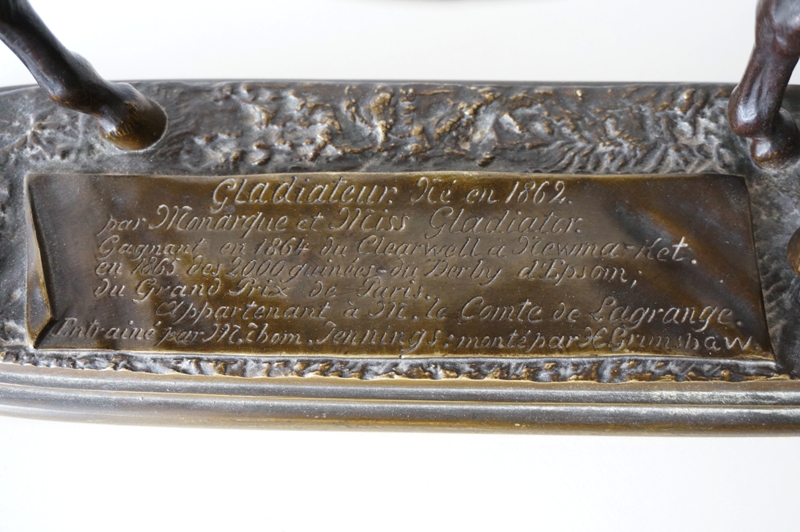 Gladiateur. Né en 1862.
par Monarque et Miss Gladiator.
Gagnant en 1864 du Clearwell à Newma-Ket.
en 1865 des 2000 guinées - du Derby d'Epsom;
du Grand Prix de Paris.
Appartenant à M. le Comte de Lagrange.
Entrainé par M. Thom. Jennings: monté par H. Grimshaw